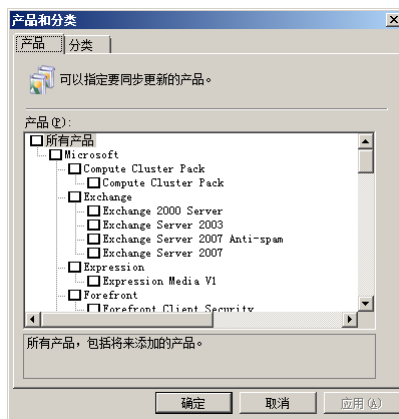 产品和分类
产品
分类
可以指定要同步更新的产品。
产品(P):
所有产品
Microsoft
Compute Cluster Pack
Compute Cluster Pack
Exchange
Exchange 2000 Server
Exchange Server 2003
Exchange Server 2007 Anti-spam
Exchange Server 2007
Expression
Expression Media V1
Forefront
Forefront Client Security
所有产品，包括将来添加的产品。
确定
取消
应用(A)